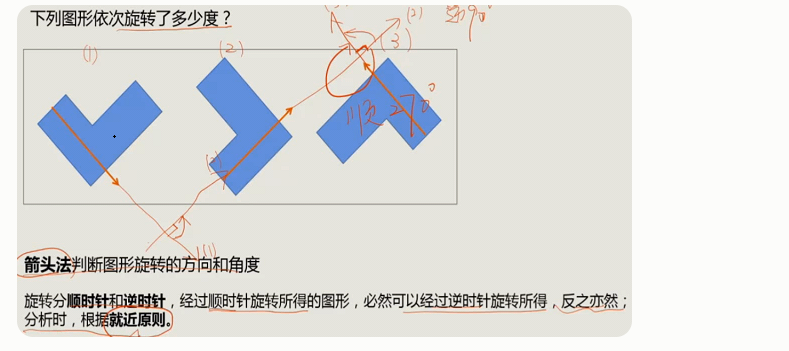 下列图形依次旋转了多少度？
(2)
(1)
(2)
(3)
顺270°
(1)
箭头法判断图形旋转的方向和角度
旋转分顺时针和逆时针，经过顺时针旋转所得的图形，必然可以经过逆时针旋转所得，反之亦然；
分析时，根据就近原则。